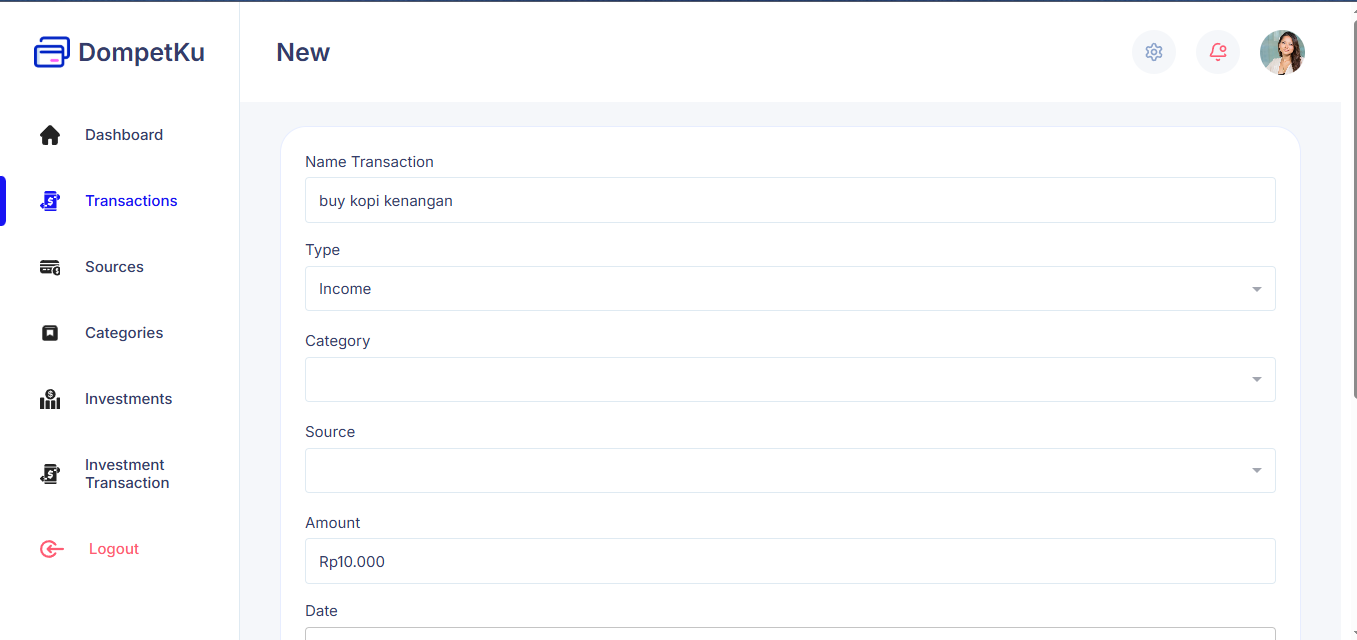 DompetKu
New
Dashboard
Transactions
Sources
Categories
Investments
Investment
Transaction
Logout
Name Transaction
buy kopi kenangan
Type
Income
Category
Source
Amount
Rp10.000
Date